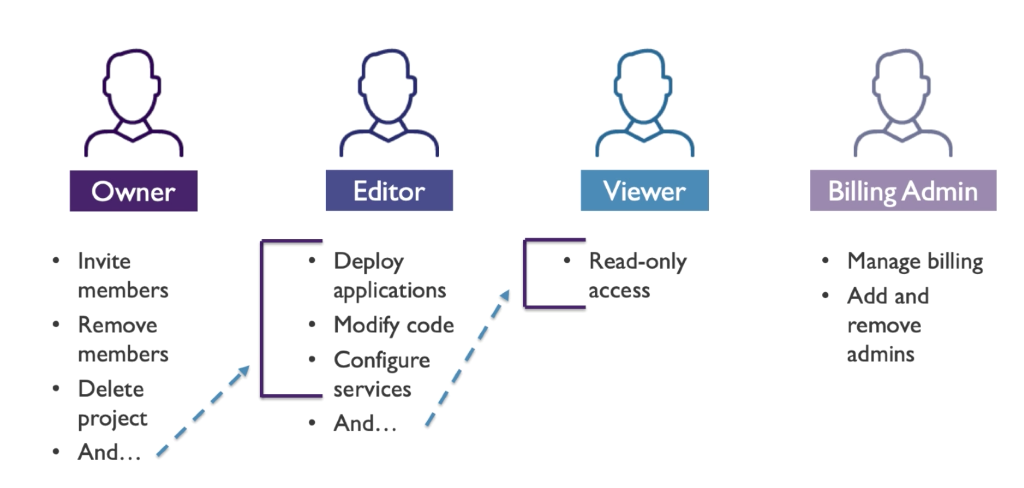 Owner
Editor
Viewer
Billing Admin
• Invite
members
• Remove
members
• Delete
project
• And...
• Deploy
applications
• Modify code
• Configure
services
• And...
• Read-only
access
• Manage billing
• Add and
remove
admins